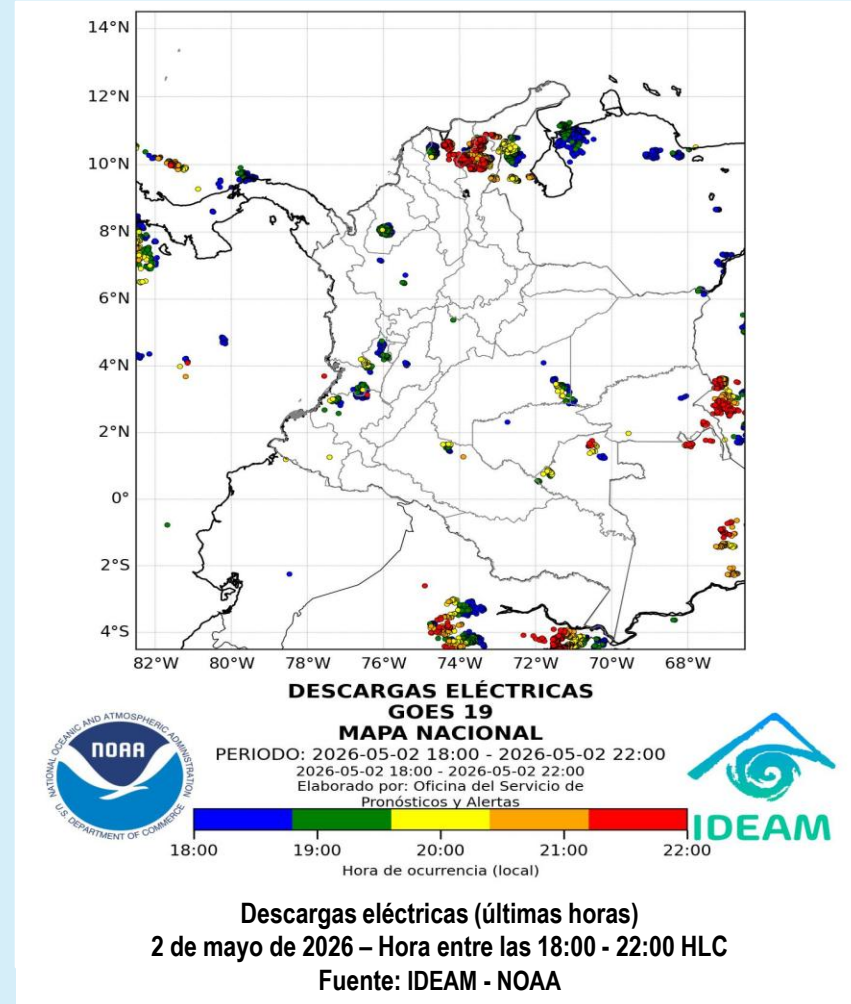 14°N
12°N
10°N
8°N
6°N
4°N
2°N
0°
2°S
4°S
82°W 80°W 78°W 76°W 74°W 72°W 70°W 68°W
DESCARGAS ELÉCTRICAS
GOES 19
MAPA NACIONAL
PERIODO: 2026-05-02 18:00 - 2026-05-02 22:00
2026-05-02 18:00 - 2026-05-02 22:00
Elaborado por: Oficina del Servicio de
Pronósticos y Alertas
NATIONAL OCEANIC AND ATMOSPHERIC ADMINISTRATION
NOAA
U.S. DEPARTMENT OF COMMERCE
IDEAM
18:00 19:00 20:00 21:00 22:00
Hora de ocurrencia (local)
Descargas eléctricas (últimas horas)
2 de mayo de 2026 – Hora entre las 18:00 - 22:00 HLC
Fuente: IDEAM - NOAA